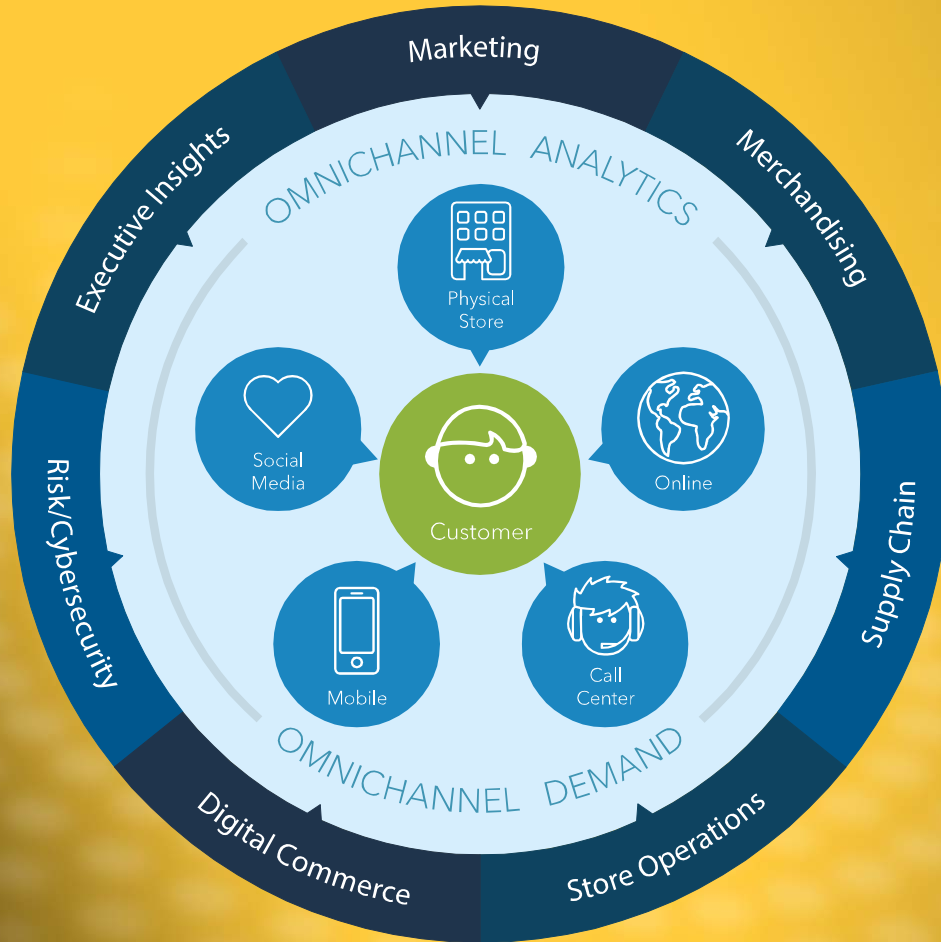 Marketing
Merchandising
Supply Chain
Store Operations
Digital Commerce
Risk/Cybersecurity
Executive Insights
OMNICHANNEL ANALYTICS
Physical
Store
Online
Call
Center
Mobile
Social
Media
Customer
OMNICHANNEL DEMAND